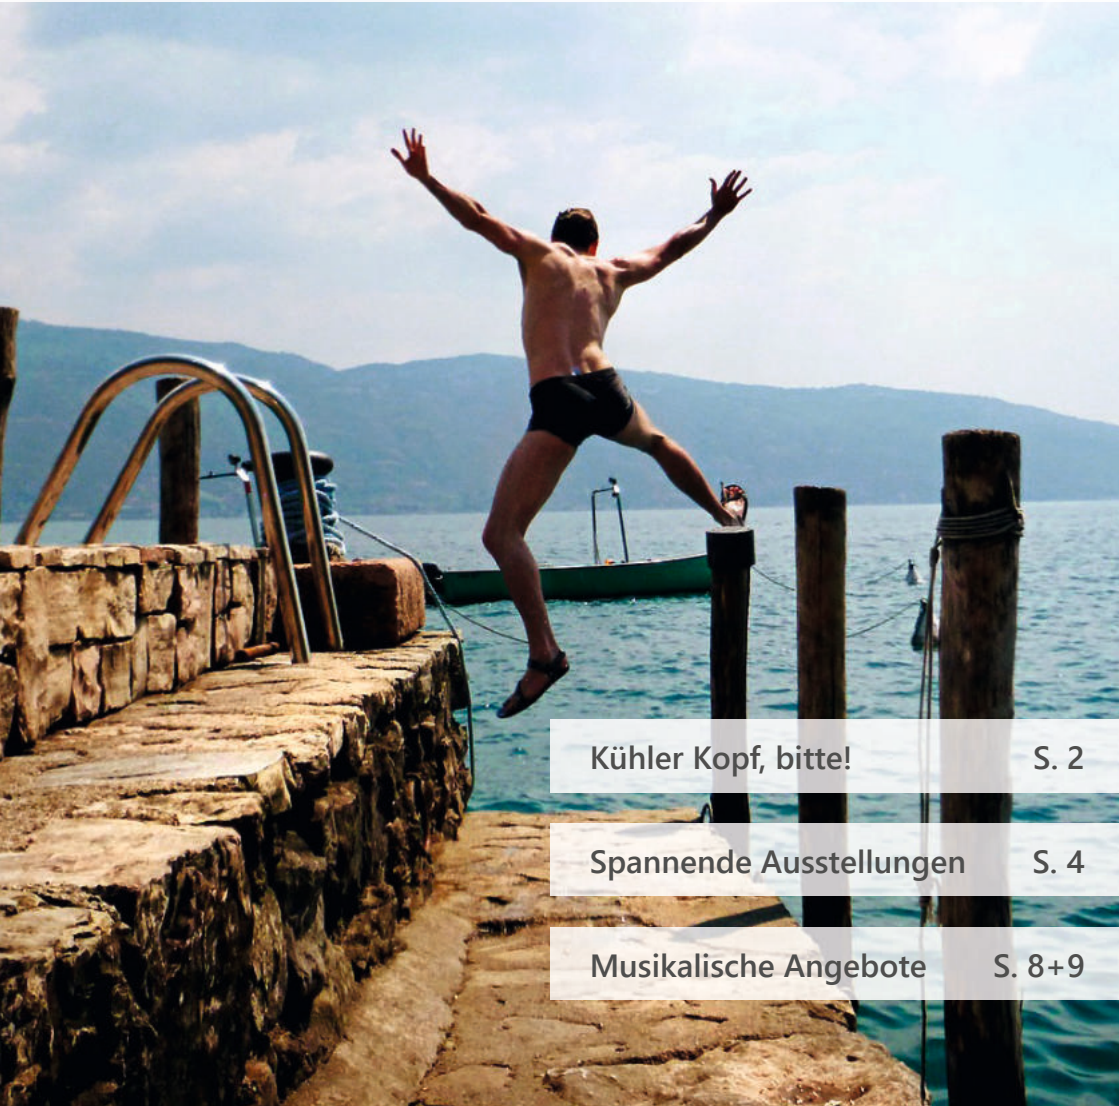 Kühler Kopf, bitte! S. 2
Spannende Ausstellungen S. 4
Musikalische Angebote S. 8+9